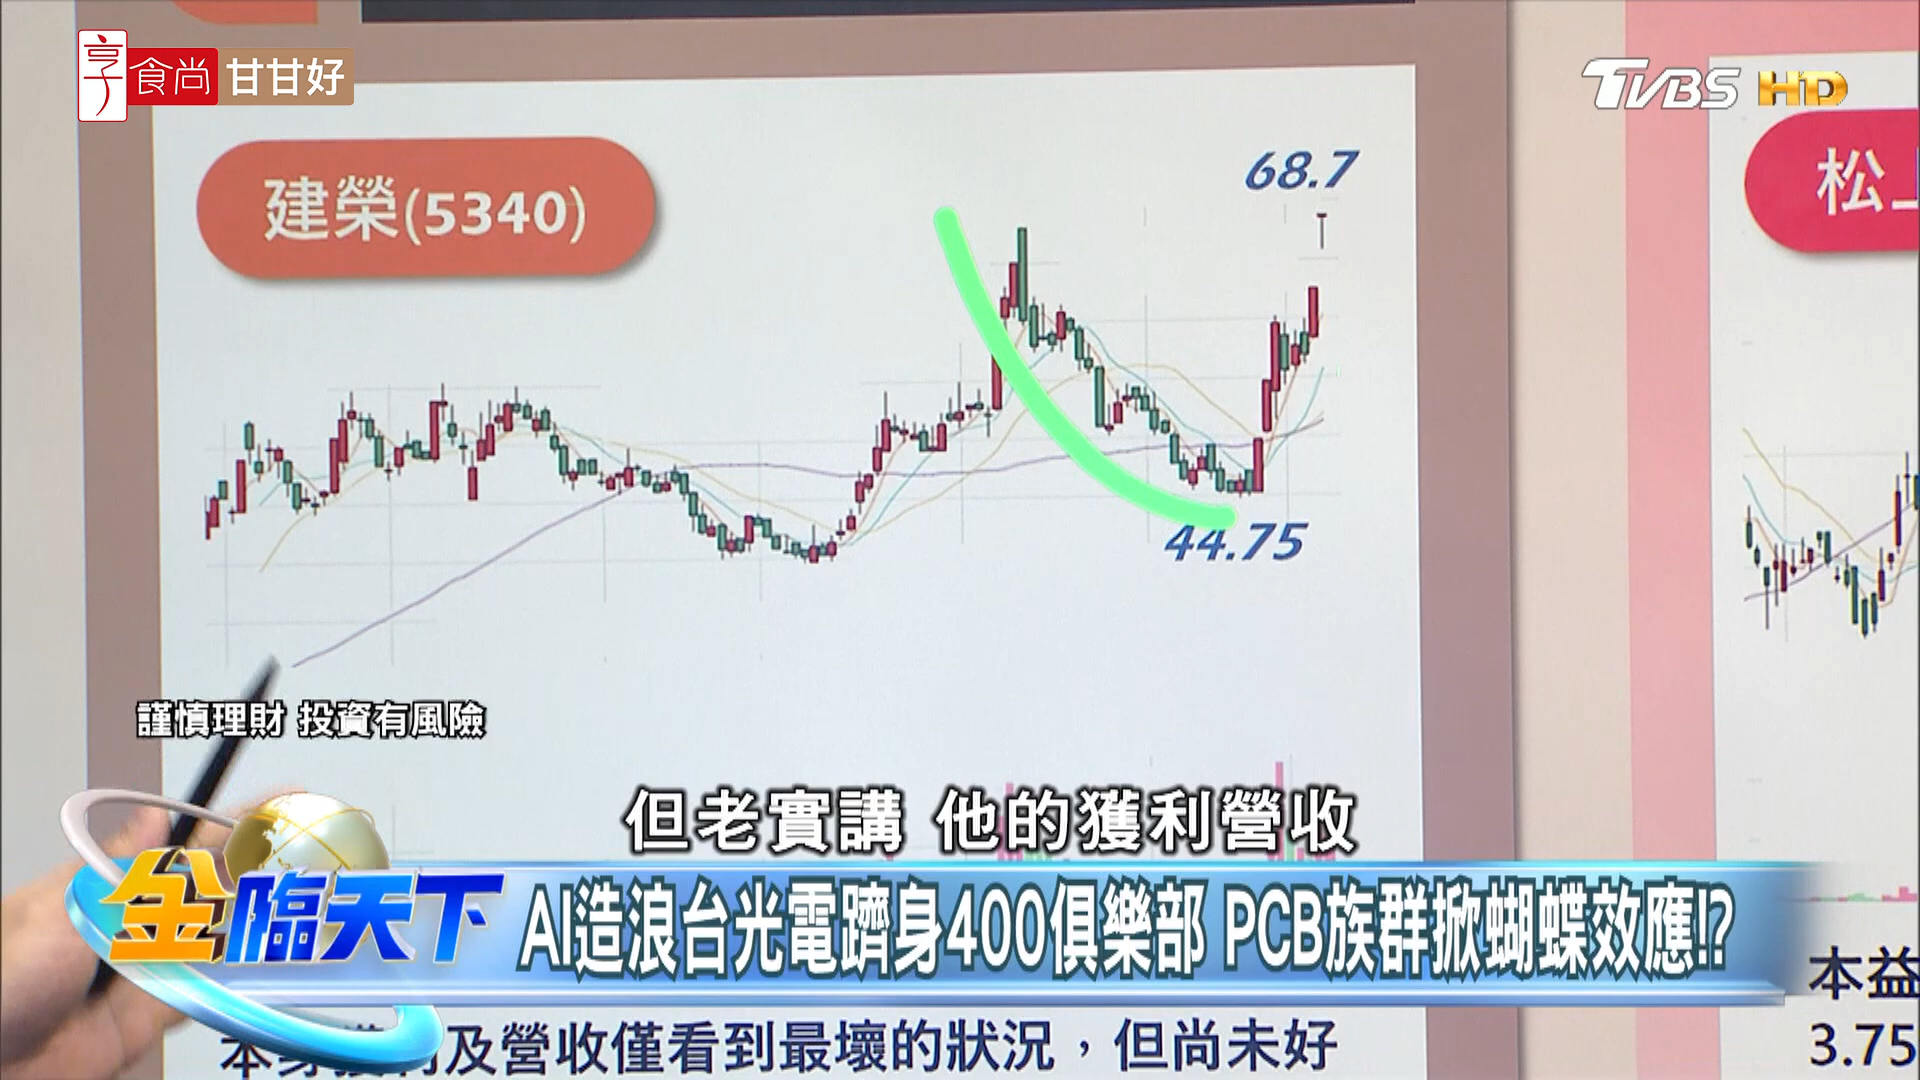 享
食尚
甘甘好
TVBS HD
建榮(5340)
68.7
松上
44.75
謹慎理財 投資有風險
但老實講 他的獲利營收
金臨天下
AI造浪台光電躋身400俱樂部 PCB族群掀蝴蝶效應!?
本益
3.75
及營收僅看到最壞的狀況，但尚未好